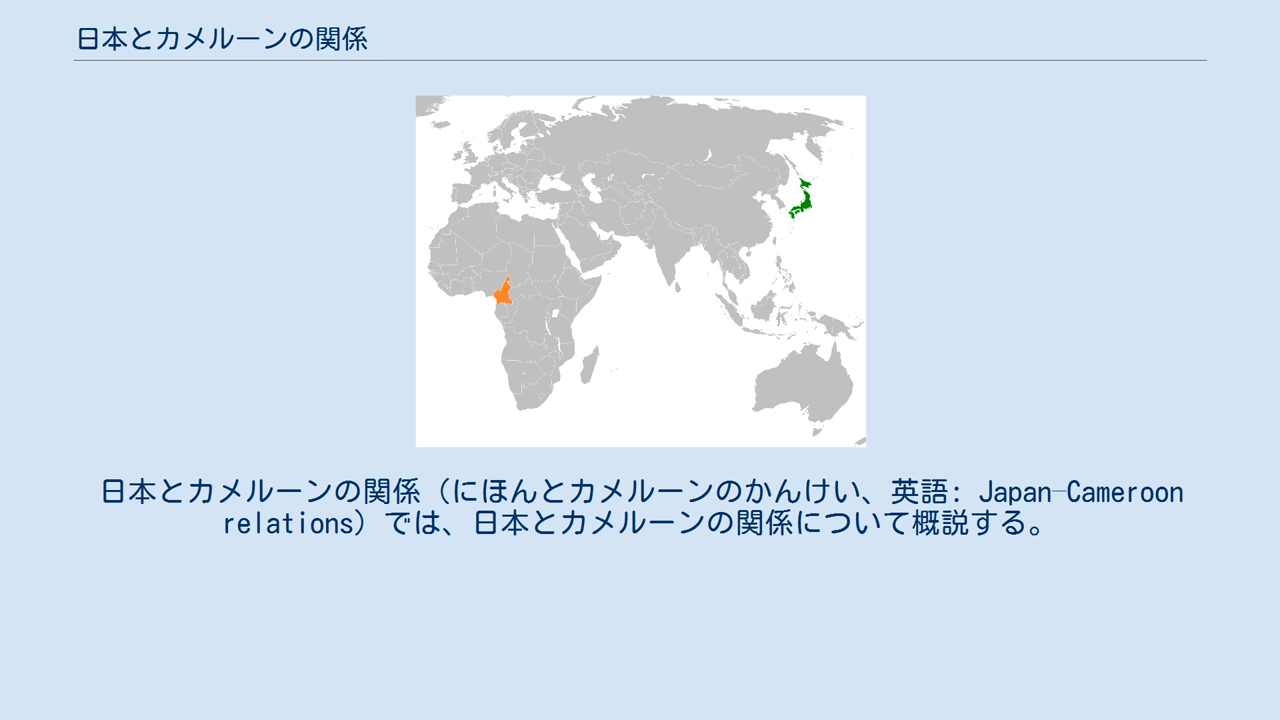 日本とカメルーンの関係
日本とカメルーンの関係（にほんとカメルーンのかんけい、英語: Japan–Cameroon
relations）では、日本とカメルーンの関係について概説する。